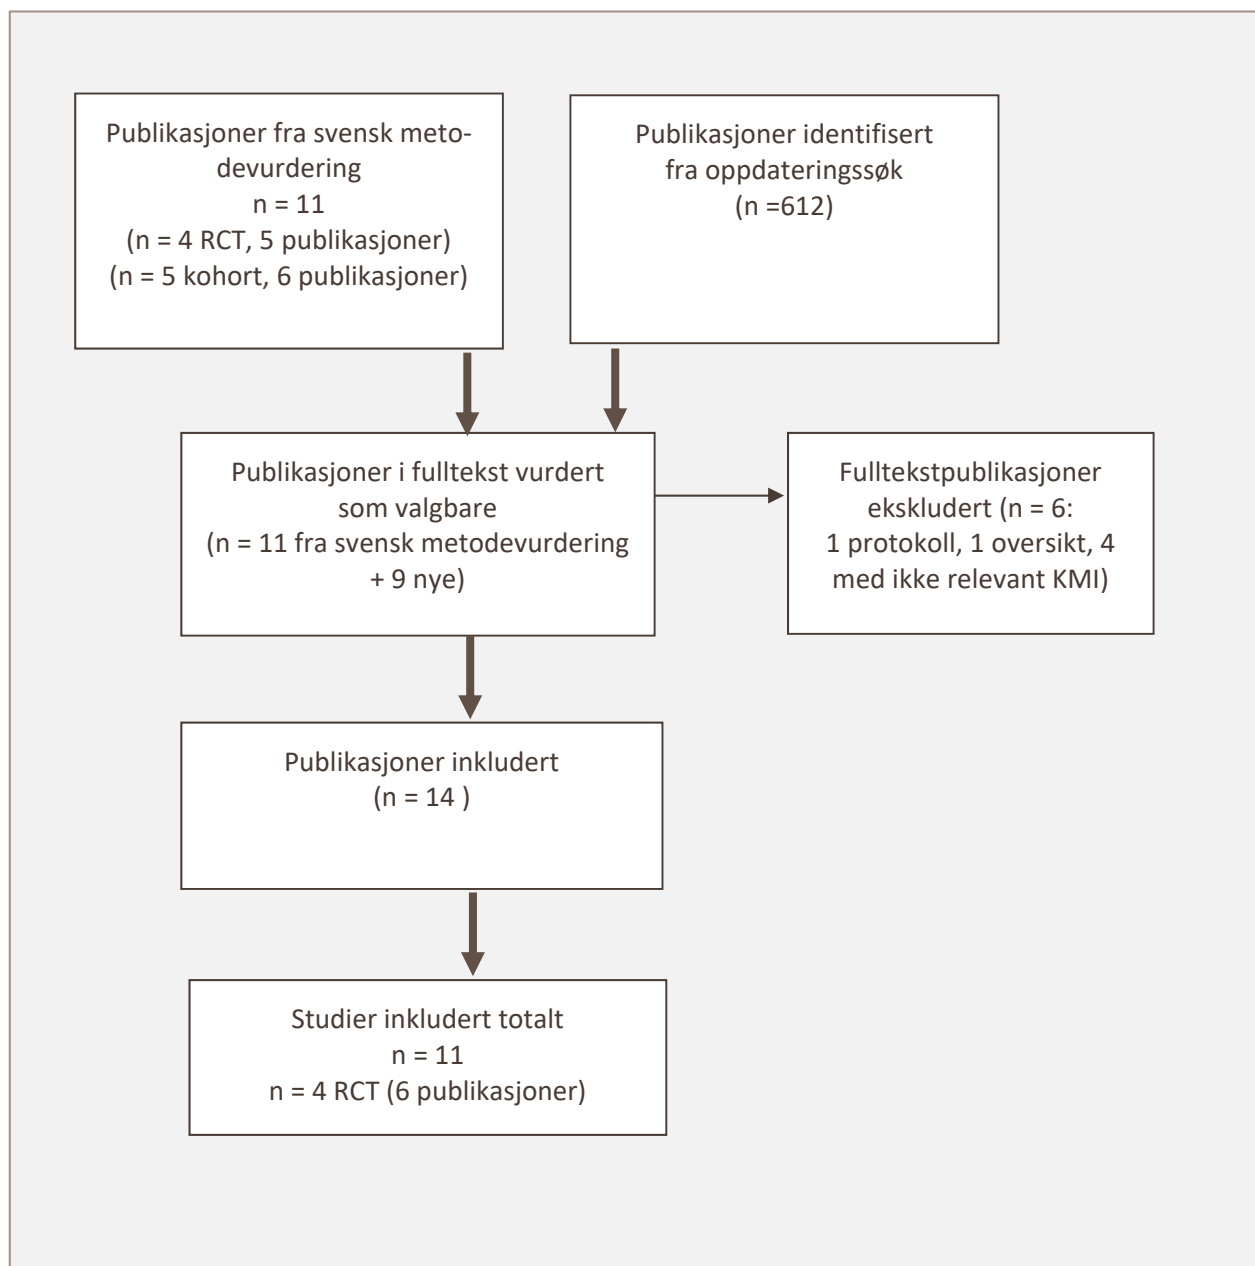 Publikasjoner fra svensk meto-
devurdering
n = 11
(n = 4 RCT, 5 publikasjoner)
(n = 5 kohort, 6 publikasjoner)
Publikasjoner identifisert
fra oppdateringssøk
(n =612)
Publikasjoner i fulltekst vurdert
som valgbare
(n = 11 fra svensk metodevurdering
+ 9 nye)
Fulltekstpublikasjoner
ekskludert (n = 6:
1 protokoll, 1 oversikt, 4
med ikke relevant KMI)
Publikasjoner inkludert
(n = 14 )
Studier inkludert totalt
n = 11
n = 4 RCT (6 publikasjoner)